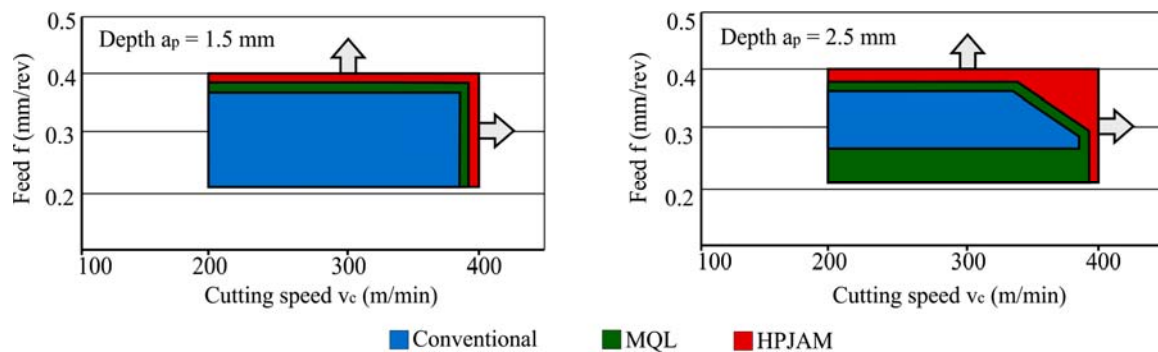 0.5
Depth aₚ = 1.5 mm
0.4
0.3
0.2
Feed f (mm/rev)
100 200 300 400
Cutting speed v꜀ (m/min)
0.5
Depth aₚ = 2.5 mm
0.4
0.3
0.2
Feed f (mm/rev)
100 200 300 400
Cutting speed v꜀ (m/min)
Conventional MQL HPJAM